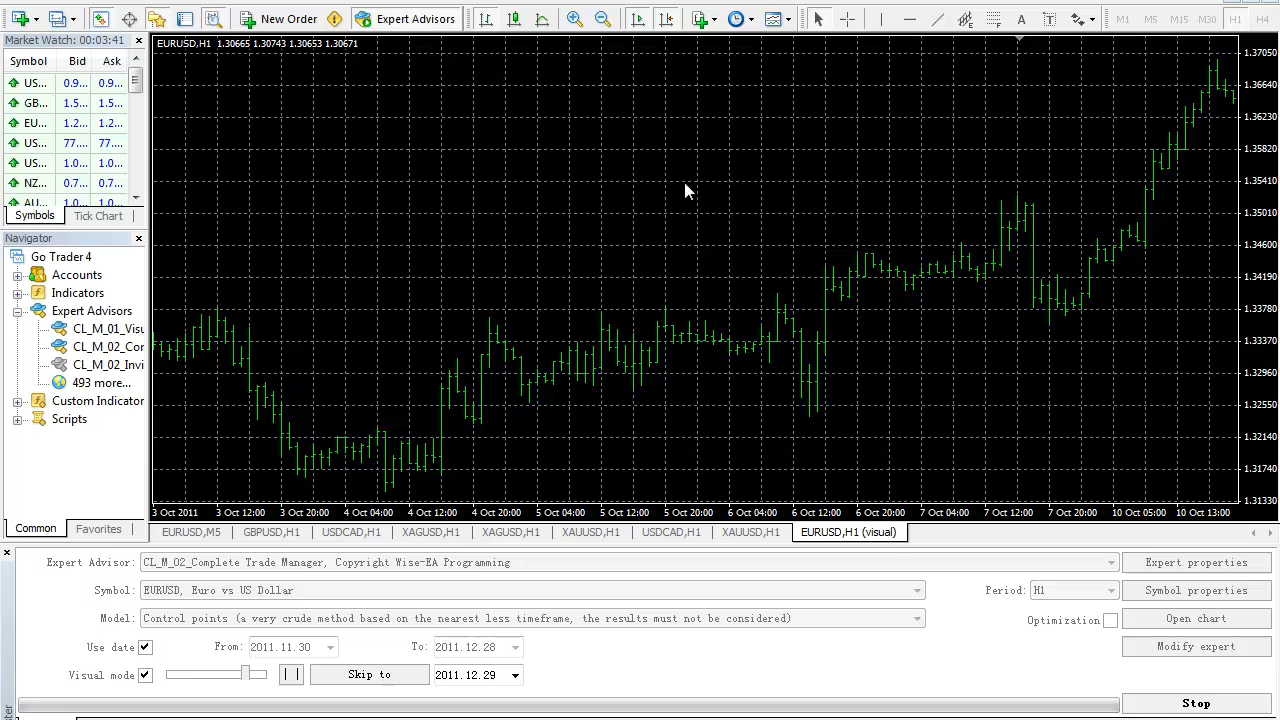 New Order
Expert Advisors
A
T
M1 M5 M15 M30 H1 H4
Market Watch: 00:03:41
Symbol Bid Ask
US... 0.9... 0.9...
GB... 1.5... 1.5...
EU... 1.2... 1.2...
US... 77.... 77....
US... 1.0... 1.0...
NZ... 0.7... 0.7...
AU... 1.0... 1.0...
Symbols Tick Chart
Navigator
Go Trader 4
Accounts
Indicators
Expert Advisors
CL_M_01_Visu
CL_M_02_Cor
CL_M_02_Invi
493 more...
Custom Indicator
Scripts
Common Favorites
EURUSD,H1 1.30665 1.30743 1.30653 1.30671
1.37050
1.36640
1.36230
1.35820
1.35410
1.35010
1.34600
1.34190
1.33780
1.33370
1.32960
1.32550
1.32140
1.31740
1.31330
3 Oct 2011 3 Oct 12:00 3 Oct 20:00 4 Oct 04:00 4 Oct 12:00 4 Oct 20:00 5 Oct 04:00 5 Oct 12:00 5 Oct 20:00 6 Oct 04:00 6 Oct 12:00 6 Oct 20:00 7 Oct 04:00 7 Oct 12:00 7 Oct 20:00 10 Oct 05:00 10 Oct 13:00
EURUSD,M5 GBPUSD,H1 USDCAD,H1 XAGUSD,H1 XAGUSD,H1 XAUUSD,H1 USDCAD,H1 XAUUSD,H1 EURUSD,H1 (visual)
Expert Advisor: CL_M_02_Complete Trade Manager, Copyright Wise-EA Programming Expert properties
Symbol: EURUSD, Euro vs US Dollar Period: H1 Symbol properties
Model: Control points (a very crude method based on the nearest less timeframe, the results must not be considered) Optimization Open chart
Use date From: 2011.11.30 To: 2011.12.28 Modify expert
Visual mode Skip to 2011.12.29
Stop